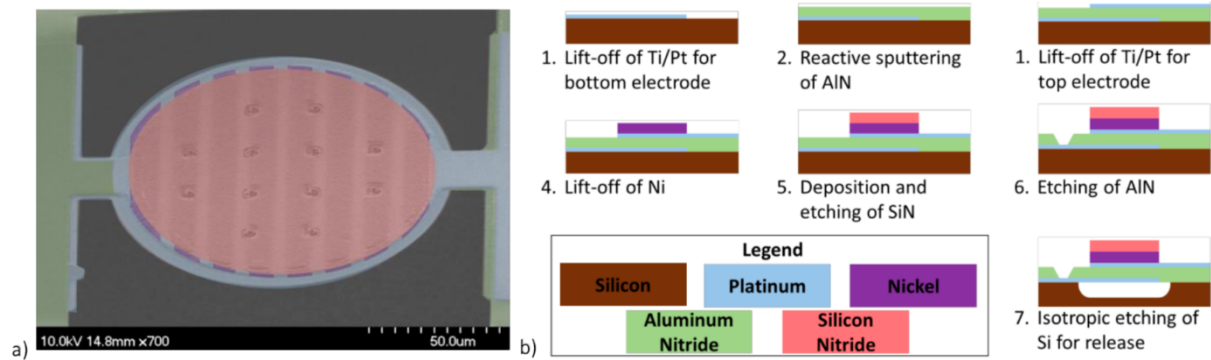 a)
10.0kV 14.8mm x700
50.0um
b)
1. Lift-off of Ti/Pt for
bottom electrode
2. Reactive sputtering
of AlN
1. Lift-off of Ti/Pt for
top electrode
4. Lift-off of Ni
5. Deposition and
etching of SiN
6. Etching of AlN
Legend
Silicon
Platinum
Nickel
Aluminum
Nitride
Silicon
Nitride
7. Isotropic etching of
Si for release